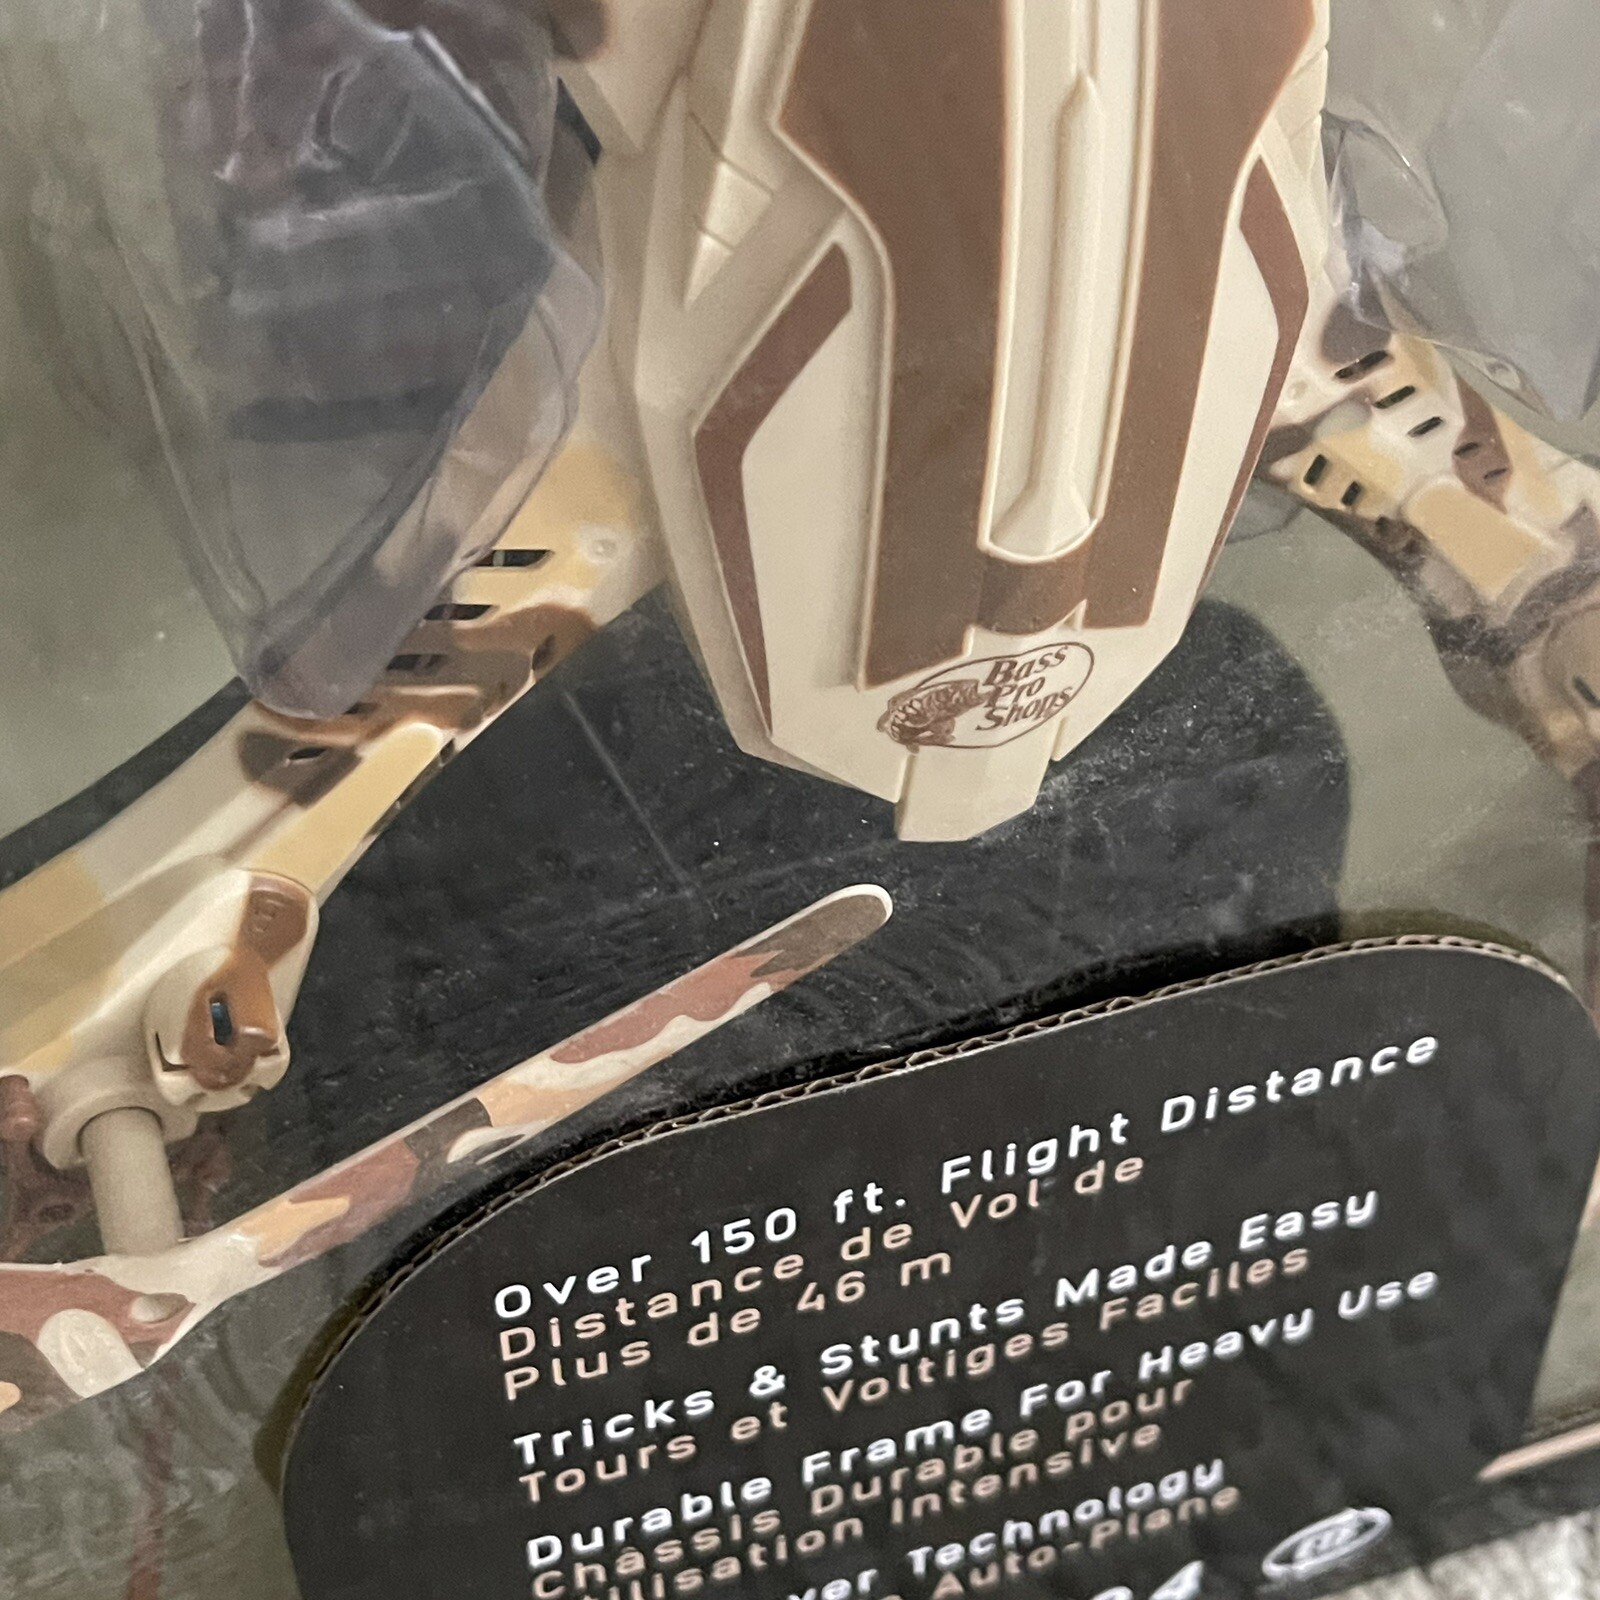 Bass
Pro
Shops
Over 150 ft. Flight Distance
Distance de Vol de
Plus de 46 m
Tricks & Stunts Made Easy
Tours et Voltiges Faciles
Durable Frame For Heavy Use
Châssis Durable pour
Utilisation Intensive
Technology
Auto-Plane